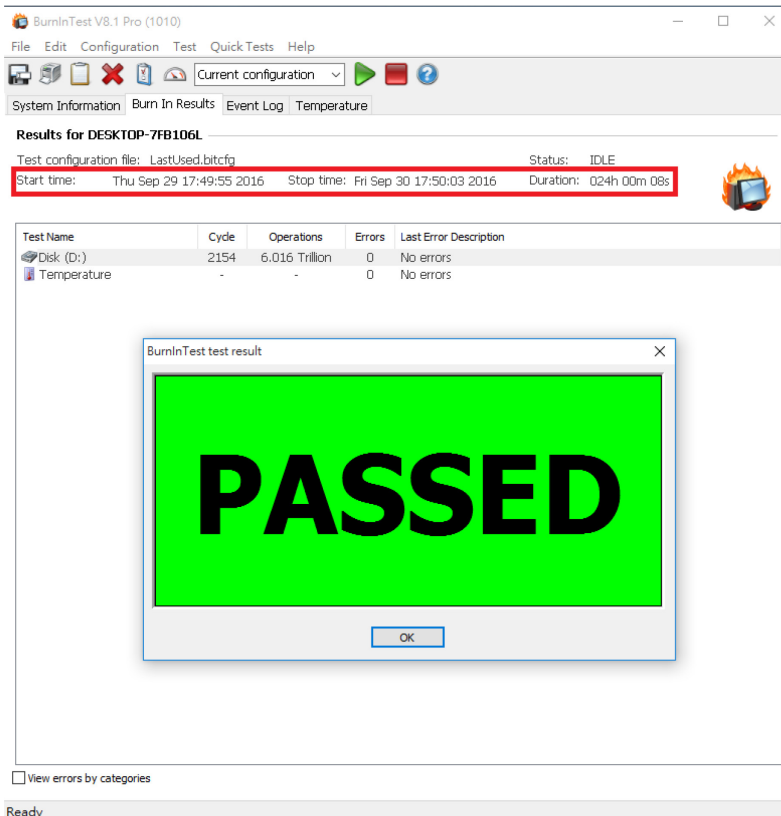 BurnInTest V8.1 Pro (1010)
File Edit Configuration Test Quick Tests Help
Current configuration
System Information Burn In Results Event Log Temperature
Results for DESKTOP-7FB106L
Test configuration file: LastUsed.bitcfg Status: IDLE
Start time: Thu Sep 29 17:49:55 2016 Stop time: Fri Sep 30 17:50:03 2016 Duration: 024h 00m 08s
Test Name Cycle Operations Errors Last Error Description
Disk (D:) 2154 6.016 Trillion 0 No errors
Temperature - - 0 No errors
BurnInTest test result
PASSED
OK
View errors by categories
Ready